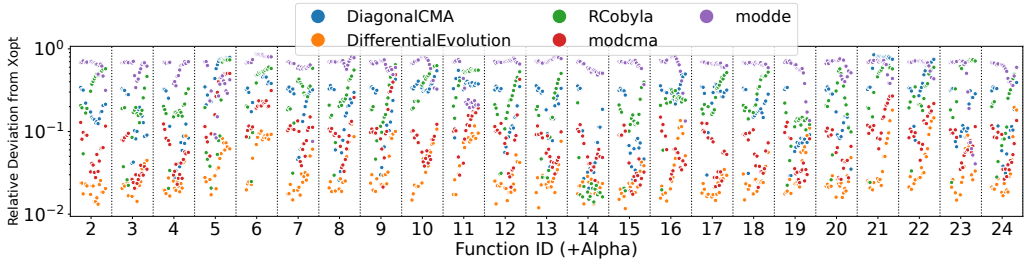 DiagonalCMA RCobyla modde
DifferentialEvolution modcma
Relative Deviation from Xopt
10⁰
10⁻¹
10⁻²
2 3 4 5 6 7 8 9 10 11 12 13 14 15 16 17 18 19 20 21 22 23 24
Function ID (+Alpha)